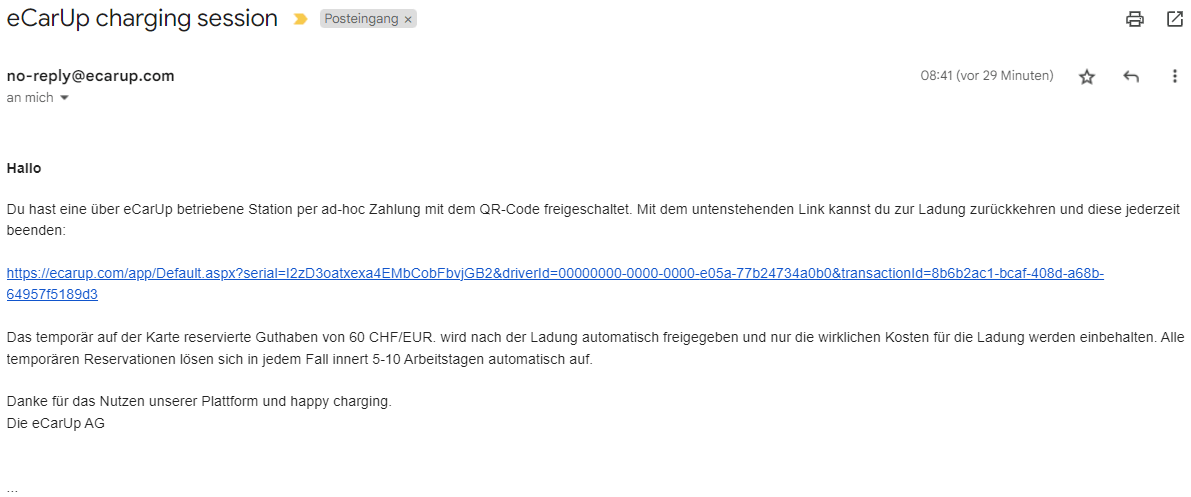 eCarUp charging session
Posteingang ×
no-reply@ecarup.com
08:41 (vor 29 Minuten)
an mich
Hallo
Du hast eine über eCarUp betriebene Station per ad-hoc Zahlung mit dem QR-Code freigeschaltet. Mit dem untenstehenden Link kannst du zur Ladung zurückkehren und diese jederzeit
beenden:
https://ecarup.com/app/Default.aspx?serial=I2zD3oatxexa4EMbCobFbvjGB2&driverId=00000000-0000-0000-e05a-77b24734a0b0&transactionId=8b6b2ac1-bcaf-408d-a68b-
64957f5189d3
Das temporär auf der Karte reservierte Guthaben von 60 CHF/EUR. wird nach der Ladung automatisch freigegeben und nur die wirklichen Kosten für die Ladung werden einbehalten. Alle
temporären Reservationen lösen sich in jedem Fall innert 5-10 Arbeitstagen automatisch auf.
Danke für das Nutzen unserer Plattform und happy charging.
Die eCarUp AG
...